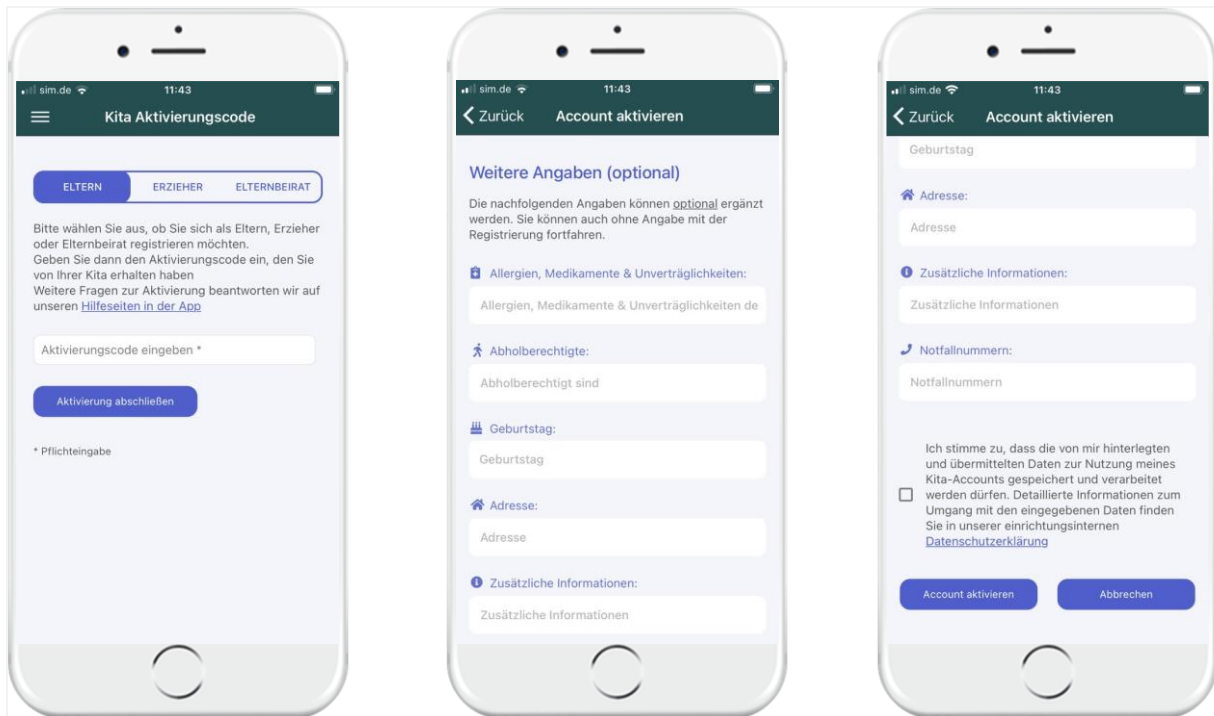 sim.de 11:43
Kita Aktivierungscode
ELTERN ERZIEHER ELTERNBEIRAT
Bitte wählen Sie aus, ob Sie sich als Eltern, Erzieher
oder Elternbeirat registrieren möchten.
Geben Sie dann den Aktivierungscode ein, den Sie
von Ihrer Kita erhalten haben
Weitere Fragen zur Aktivierung beantworten wir auf
unseren Hilfeseiten in der App
Aktivierungscode eingeben *
Aktivierung abschließen
* Pflichteingabe
sim.de 11:43
Zurück Account aktivieren
Weitere Angaben (optional)
Die nachfolgenden Angaben können optional ergänzt
werden. Sie können auch ohne Angabe mit der
Registrierung fortfahren.
Allergien, Medikamente & Unverträglichkeiten:
Allergien, Medikamente & Unverträglichkeiten de
Abholberechtigte:
Abholberechtigt sind
Geburtstag:
Geburtstag
Adresse:
Adresse
Zusätzliche Informationen:
Zusätzliche Informationen
sim.de 11:43
Zurück Account aktivieren
Geburtstag
Adresse:
Adresse
Zusätzliche Informationen:
Zusätzliche Informationen
Notfallnummern:
Notfallnummern
Ich stimme zu, dass die von mir hinterlegten
und übermittelten Daten zur Nutzung meines
Kita-Accounts gespeichert und verarbeitet
werden dürfen. Detaillierte Informationen zum
Umgang mit den eingegebenen Daten finden
Sie in unserer einrichtungsinternen
Datenschutzerklärung
Account aktivieren Abbrechen